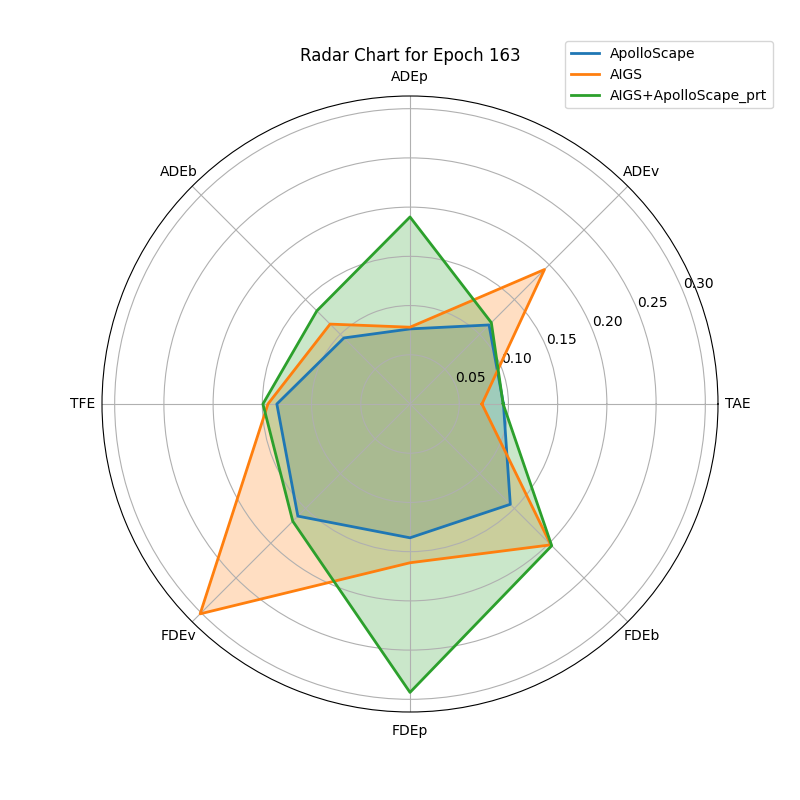 Radar Chart for Epoch 163
ApolloScape
AIGS
AIGS+ApolloScape_prt
ADEp
ADEb
ADEv
0.30
0.25
0.20
0.15
0.10
0.05
TFE
TAE
FDEv
FDEb
FDEp